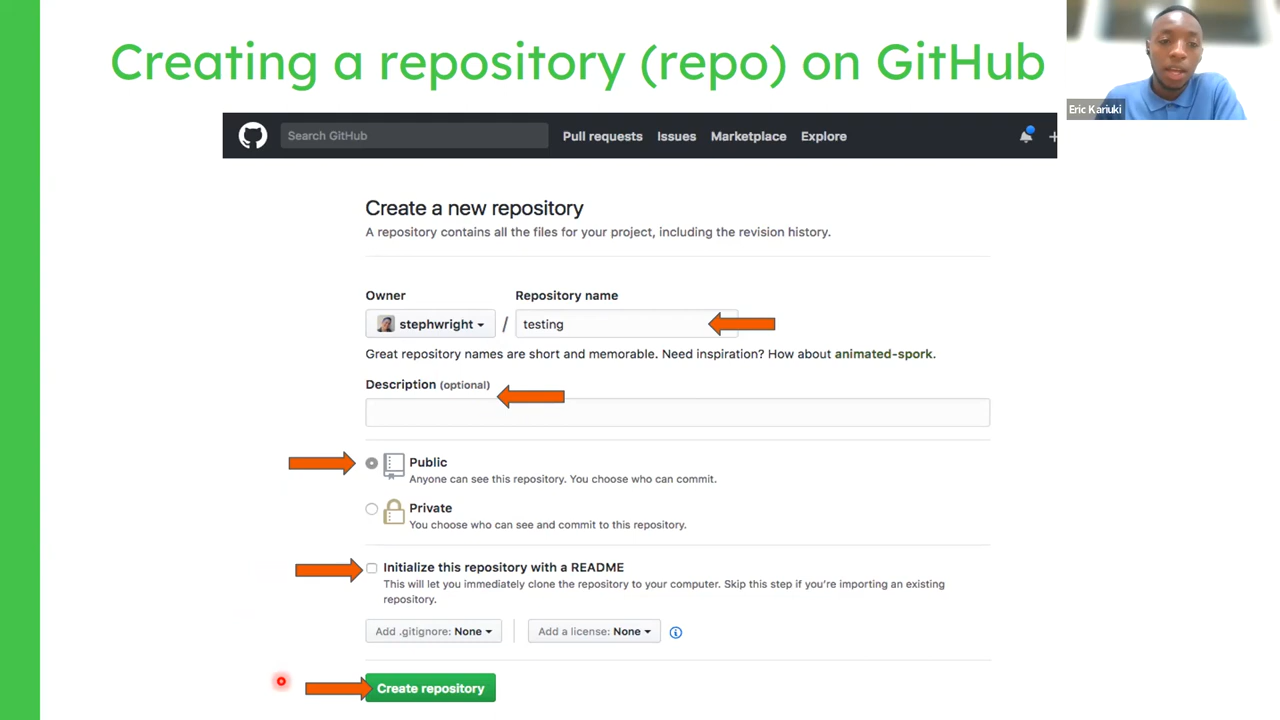 Creating a repository (repo) on GitHub
Eric Kariuki
Search GitHub
Pull requests Issues Marketplace Explore
Create a new repository
A repository contains all the files for your project, including the revision history.
Owner Repository name
stephwright / testing
Great repository names are short and memorable. Need inspiration? How about animated-spork.
Description (optional)
Public
Anyone can see this repository. You choose who can commit.
Private
You choose who can see and commit to this repository.
Initialize this repository with a README
This will let you immediately clone the repository to your computer. Skip this step if you're importing an existing
repository.
Add .gitignore: None Add a license: None
Create repository